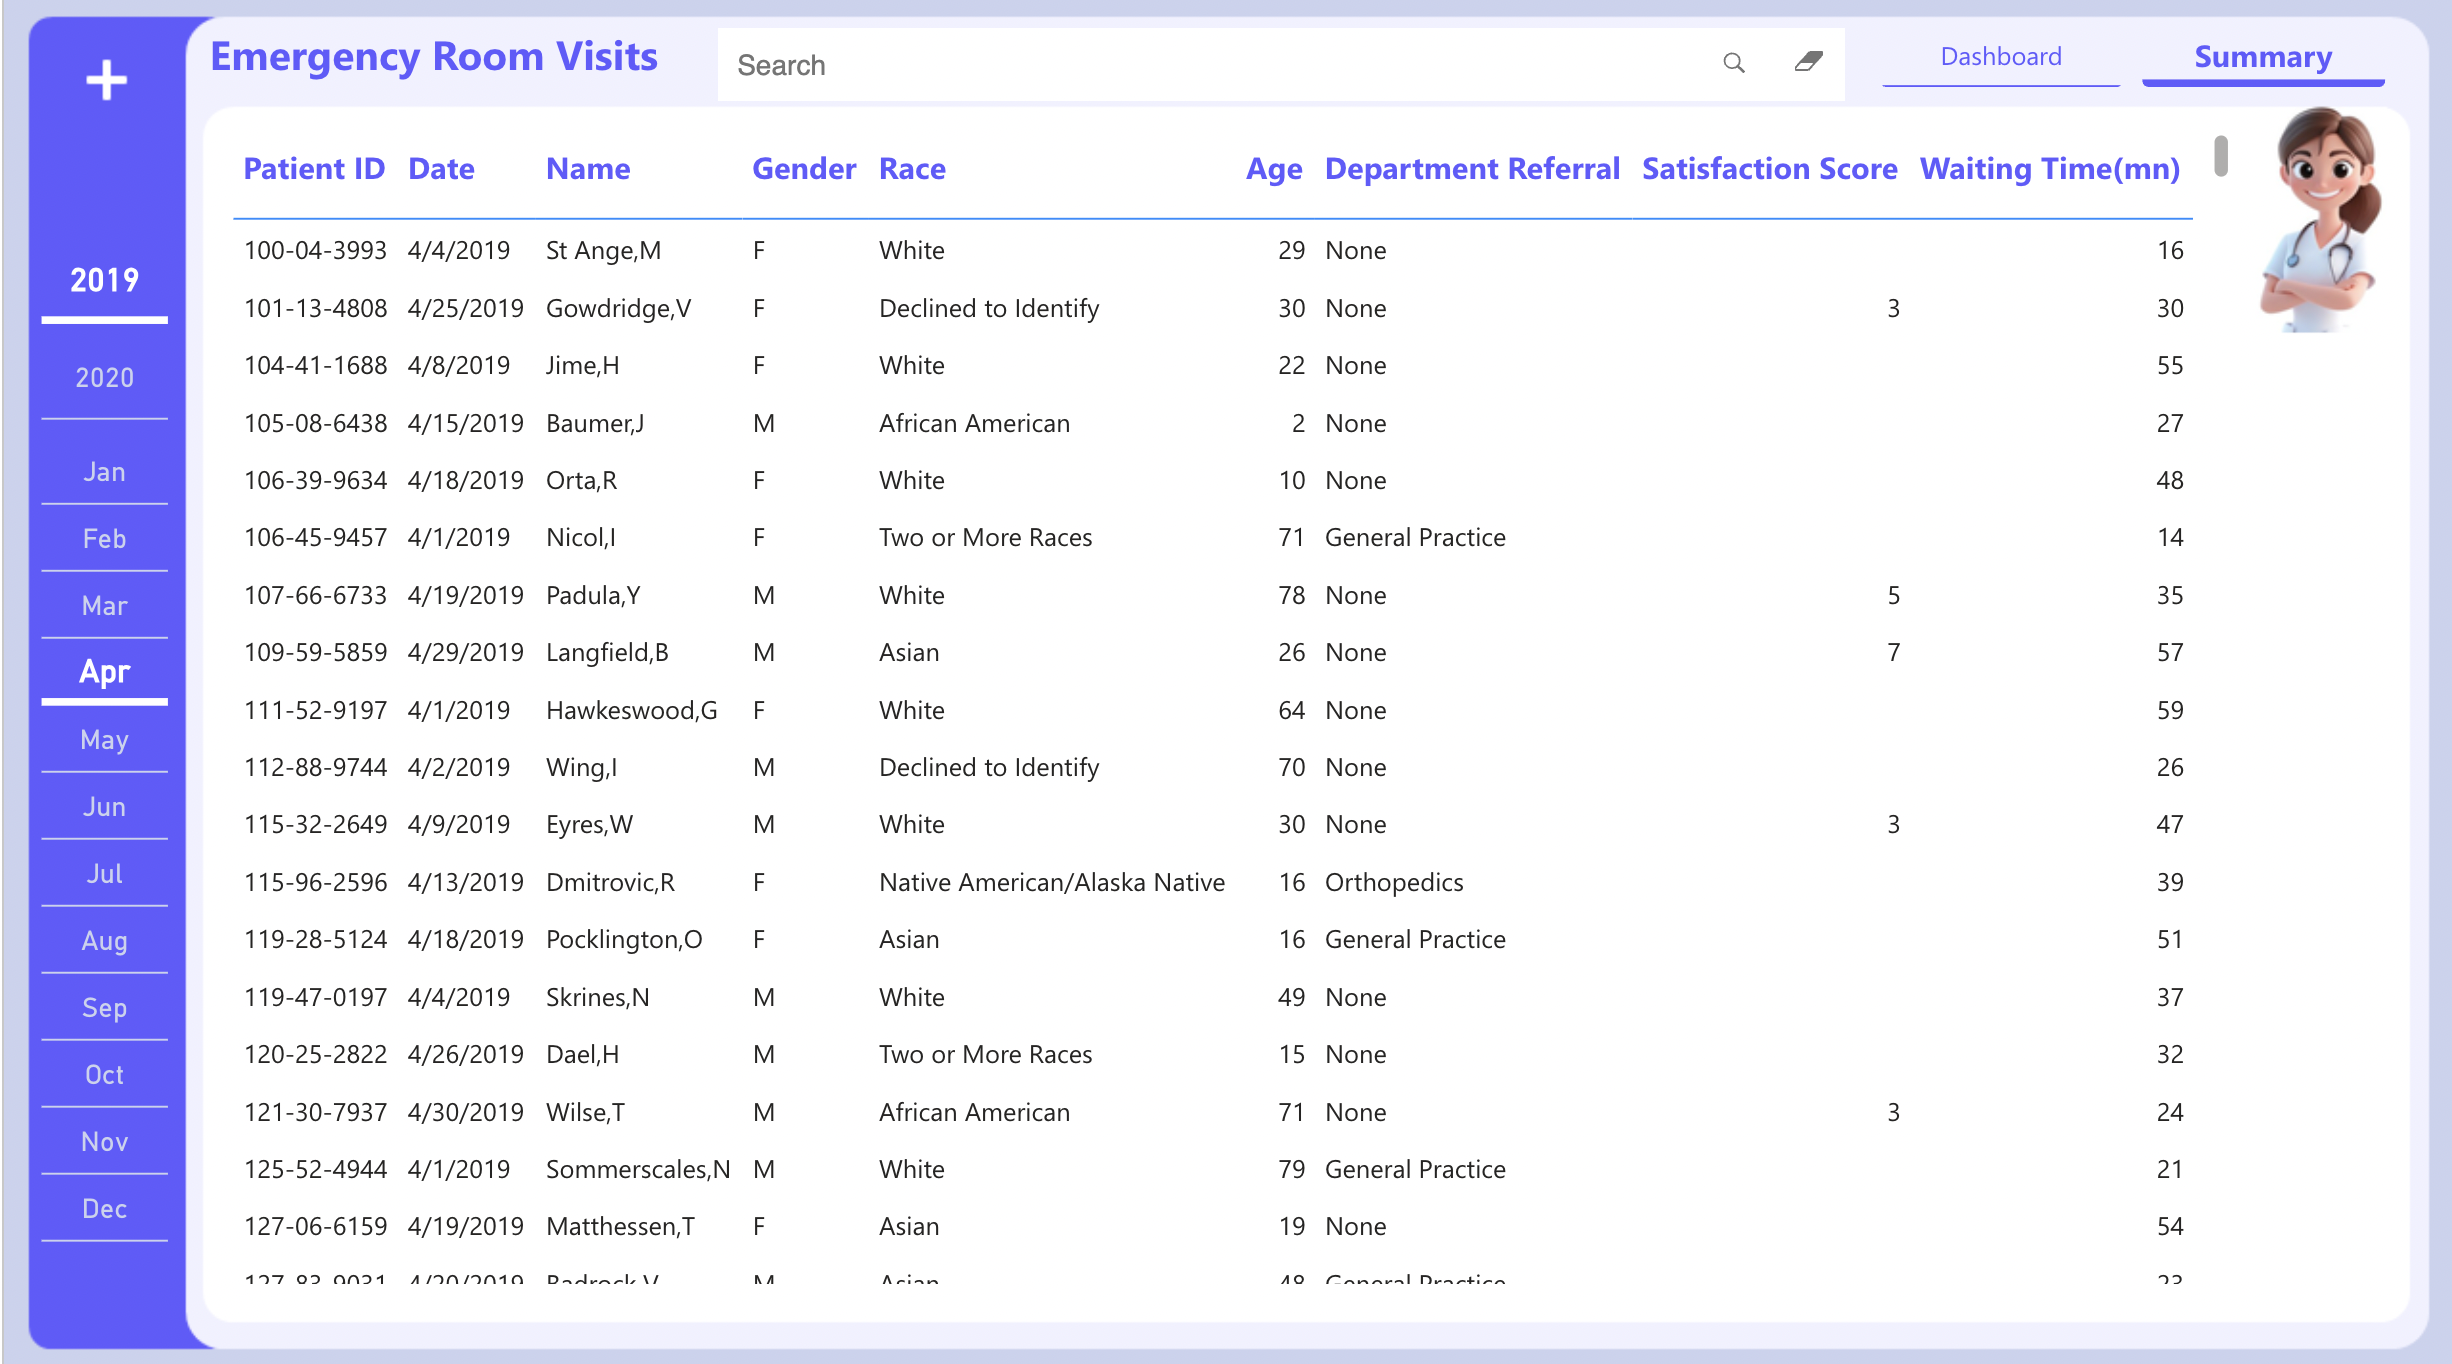 Emergency Room Visits
Search
Dashboard
Summary
2019
2020
Jan
Feb
Mar
Apr
May
Jun
Jul
Aug
Sep
Oct
Nov
Dec
Patient ID Date Name Gender Race Age Department Referral Satisfaction Score Waiting Time(mn)
100-04-3993 4/4/2019 St Ange,M F White 29 None 16
101-13-4808 4/25/2019 Gowdridge,V F Declined to Identify 30 None 3 30
104-41-1688 4/8/2019 Jime,H F White 22 None 55
105-08-6438 4/15/2019 Baumer,J M African American 2 None 27
106-39-9634 4/18/2019 Orta,R F White 10 None 48
106-45-9457 4/1/2019 Nicol,I F Two or More Races 71 General Practice 14
107-66-6733 4/19/2019 Padula,Y M White 78 None 5 35
109-59-5859 4/29/2019 Langfield,B M Asian 26 None 7 57
111-52-9197 4/1/2019 Hawkeswood,G F White 64 None 59
112-88-9744 4/2/2019 Wing,I M Declined to Identify 70 None 26
115-32-2649 4/9/2019 Eyres,W M White 30 None 3 47
115-96-2596 4/13/2019 Dmitrovic,R F Native American/Alaska Native 16 Orthopedics 39
119-28-5124 4/18/2019 Pocklington,O F Asian 16 General Practice 51
119-47-0197 4/4/2019 Skrines,N M White 49 None 37
120-25-2822 4/26/2019 Dael,H M Two or More Races 15 None 32
121-30-7937 4/30/2019 Wilse,T M African American 71 None 3 24
125-52-4944 4/1/2019 Sommerscales,N M White 79 General Practice 21
127-06-6159 4/19/2019 Matthessen,T F Asian 19 None 54
127-83-9031 4/20/2019 Badrock,V M Asian 48 General Practice 23